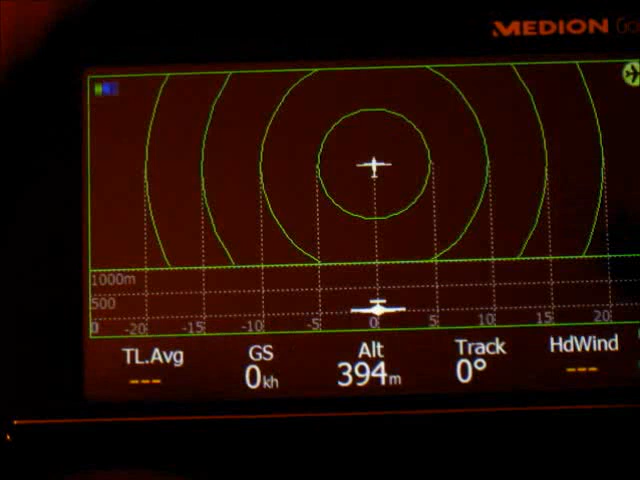 MEDION
1000m
500
0 -20 -15 -10 -5 0 5 10 15 20
TL.Avg GS Alt Track HdWind
--- 0kh 394m 0° ---